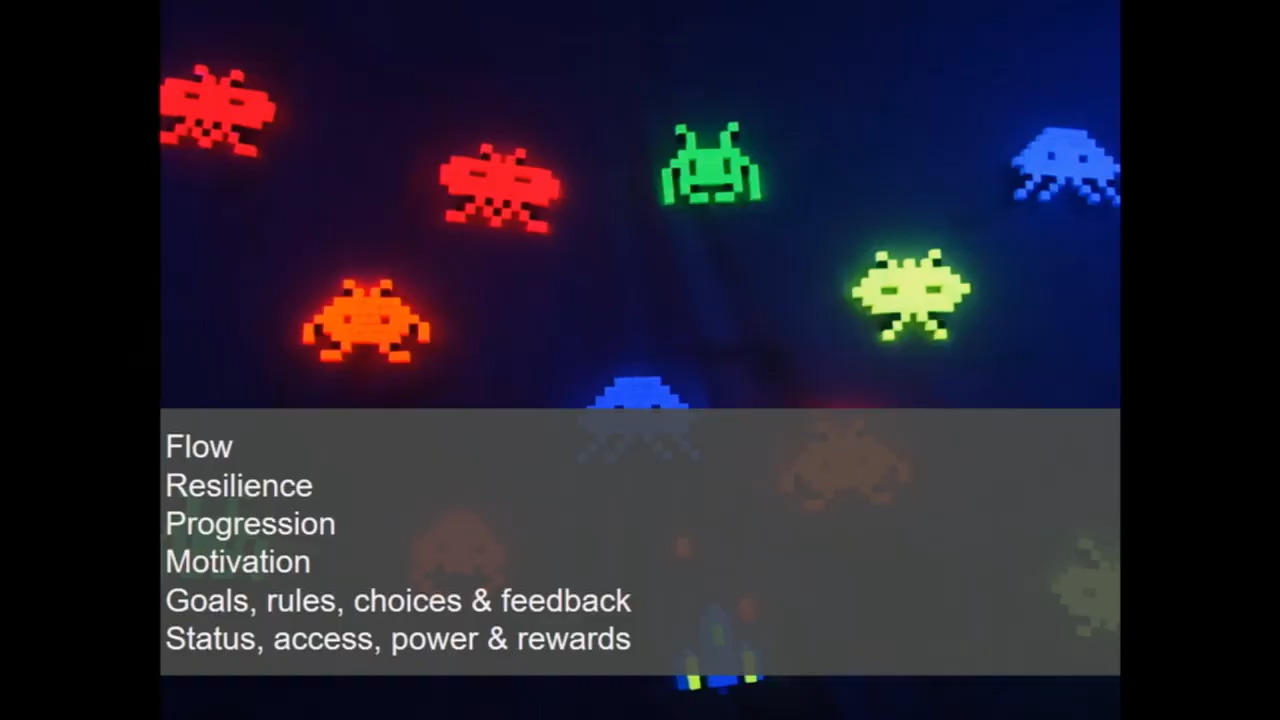 Flow
Resilience
Progression
Motivation
Goals, rules, choices & feedback
Status, access, power & rewards